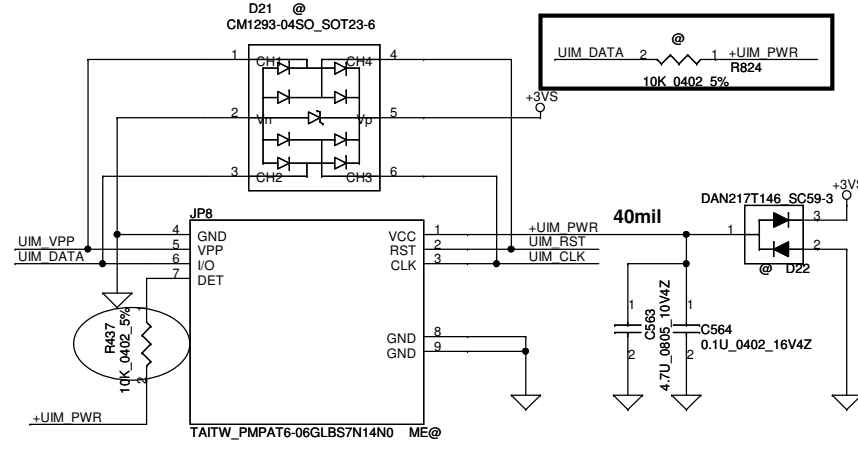 D21 @
CM1293-04SO_SOT23-6
1 CH1 CH4 4
2 Vn Vp 5
3 CH2 CH3 6
UIM_DATA 2 @ 1 +UIM_PWR
R824
10K_0402_5%
+3VS
JP8
UIM_VPP
UIM_DATA
4 GND
5 VPP
6 I/O
7 DET
VCC 1 +UIM_PWR
RST 2 UIM_RST
CLK 3 UIM_CLK
GND 8
GND 9
40mil
DAN217T146_SC59-3
+3VS
1 3
2
@ D22
1
R437
10K_0402_5%
2
+UIM_PWR
1
C563
4.7U_0805_10V4Z
2
1
C564
0.1U_0402_16V4Z
2
TAITW_PMPAT6-06GLBS7N14N0 ME@